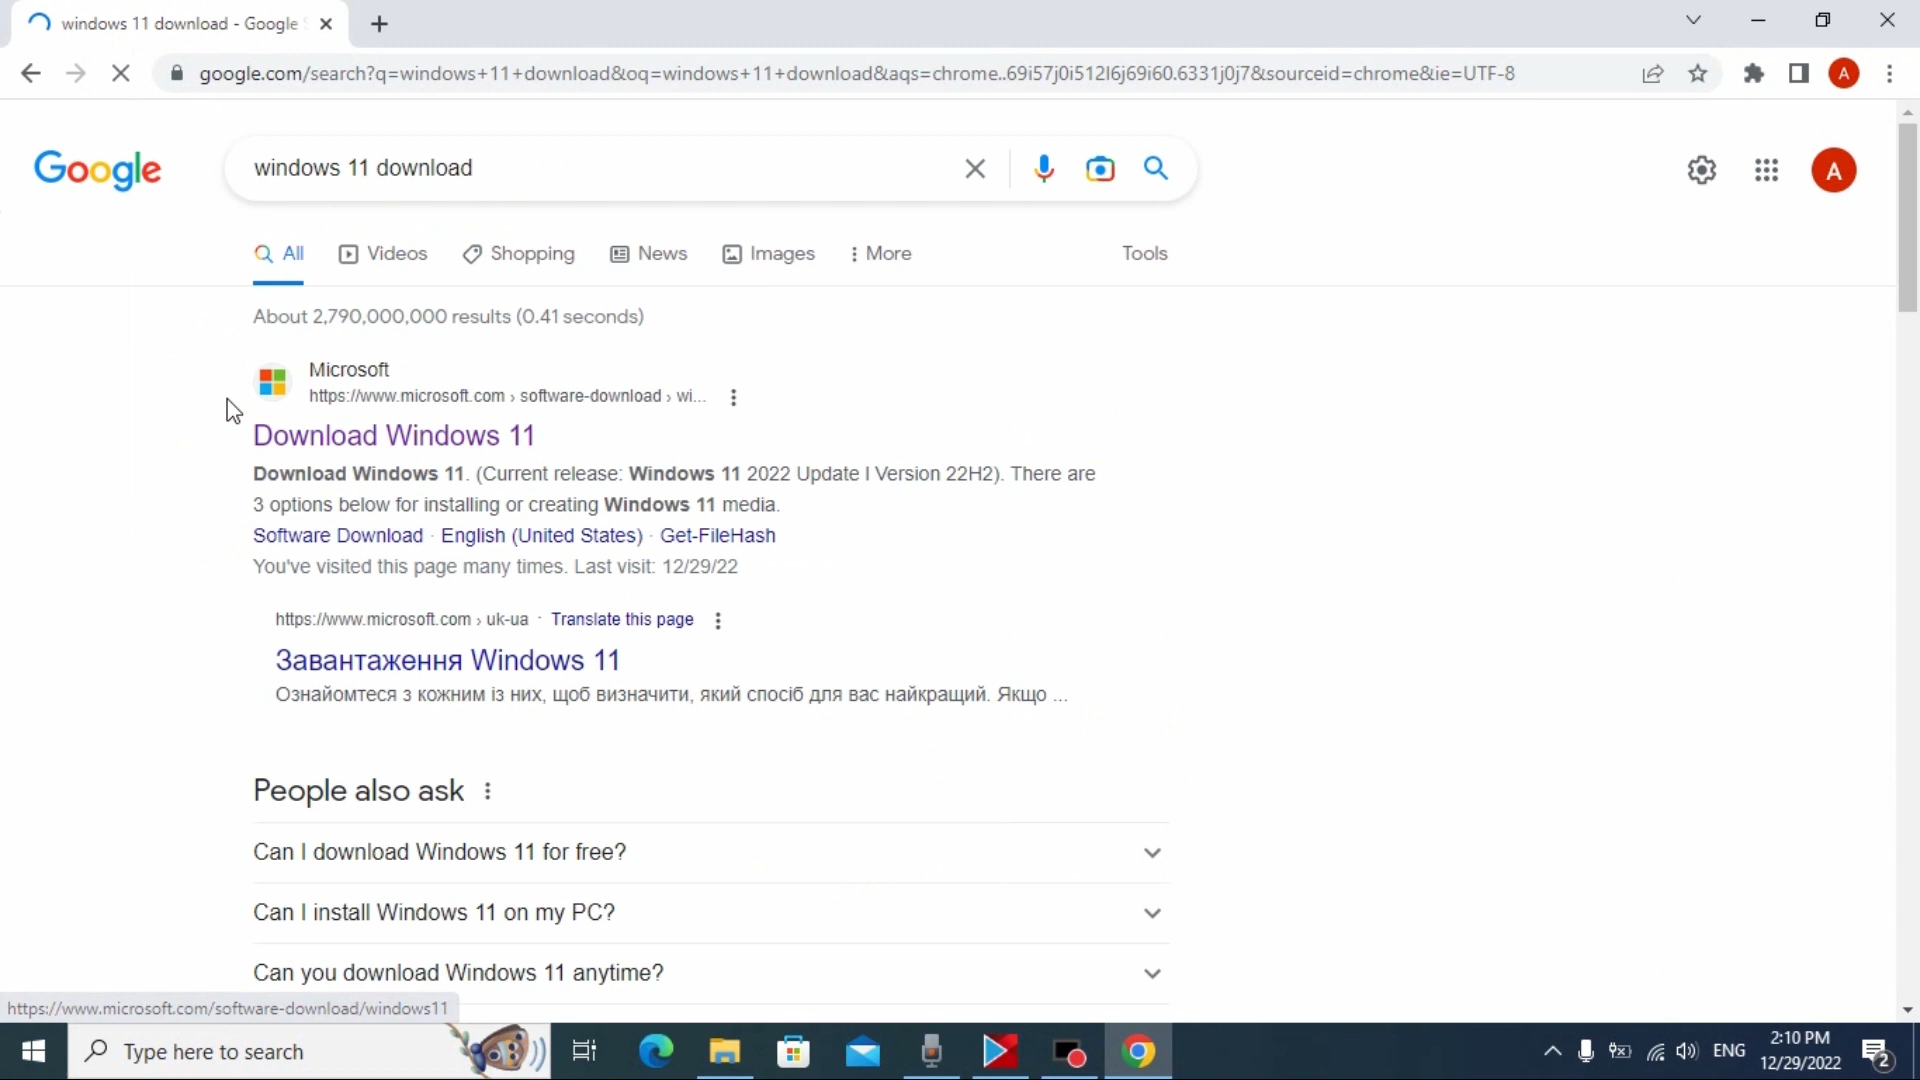 windows 11 download - Google S
google.com/search?q=windows+11+download&oq=windows+11+download&aqs=chrome..69i57j0i512l6j69i60.6331j0j7&sourceid=chrome&ie=UTF-8
A
Google
windows 11 download
A
All
Videos
Shopping
News
Images
More
Tools
About 2,790,000,000 results (0.41 seconds)
Microsoft
https://www.microsoft.com › software-download › wi...
Download Windows 11
Download Windows 11. (Current release: Windows 11 2022 Update l Version 22H2). There are
3 options below for installing or creating Windows 11 media.
Software Download · English (United States) · Get-FileHash
You've visited this page many times. Last visit: 12/29/22
https://www.microsoft.com › uk-ua · Translate this page
Завантаження Windows 11
Ознайомтеся з кожним із них, щоб визначити, який спосіб для вас найкращий. Якщо ...
People also ask
Can I download Windows 11 for free?
Can I install Windows 11 on my PC?
Can you download Windows 11 anytime?
https://www.microsoft.com/software-download/windows11
Type here to search
ENG
2:10 PM
12/29/2022
2